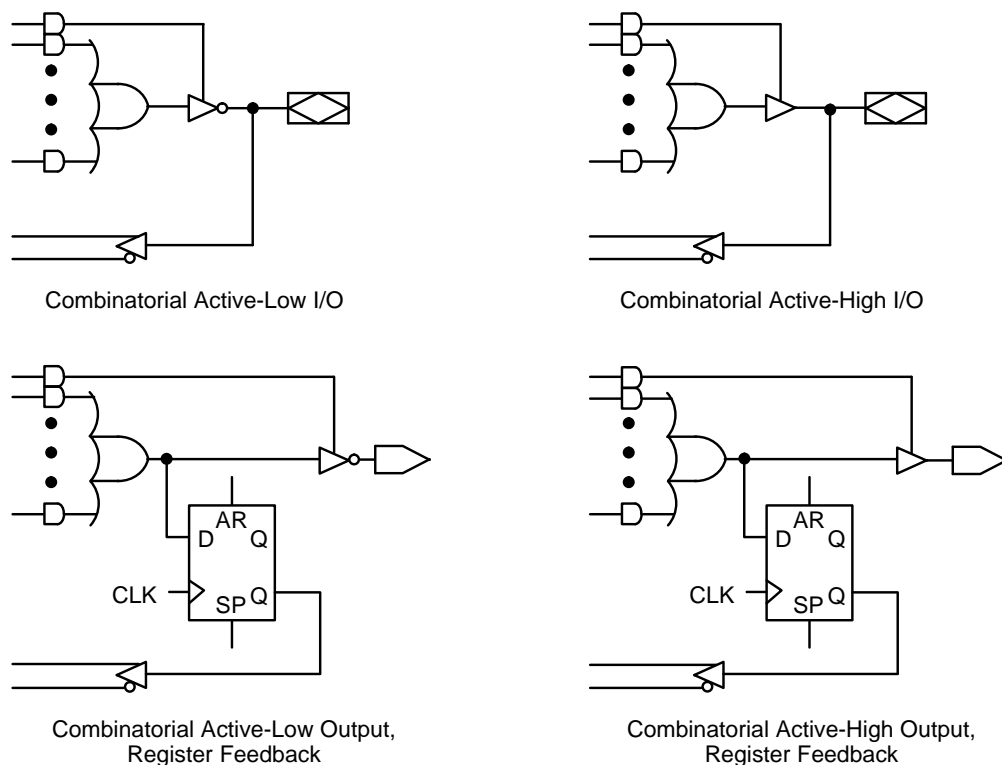 Combinatorial Active-Low I/O
Combinatorial Active-High I/O
AR
D Q
CLK
SP Q
AR
D Q
CLK
SP Q
Combinatorial Active-Low Output,
Register Feedback
Combinatorial Active-High Output,
Register Feedback